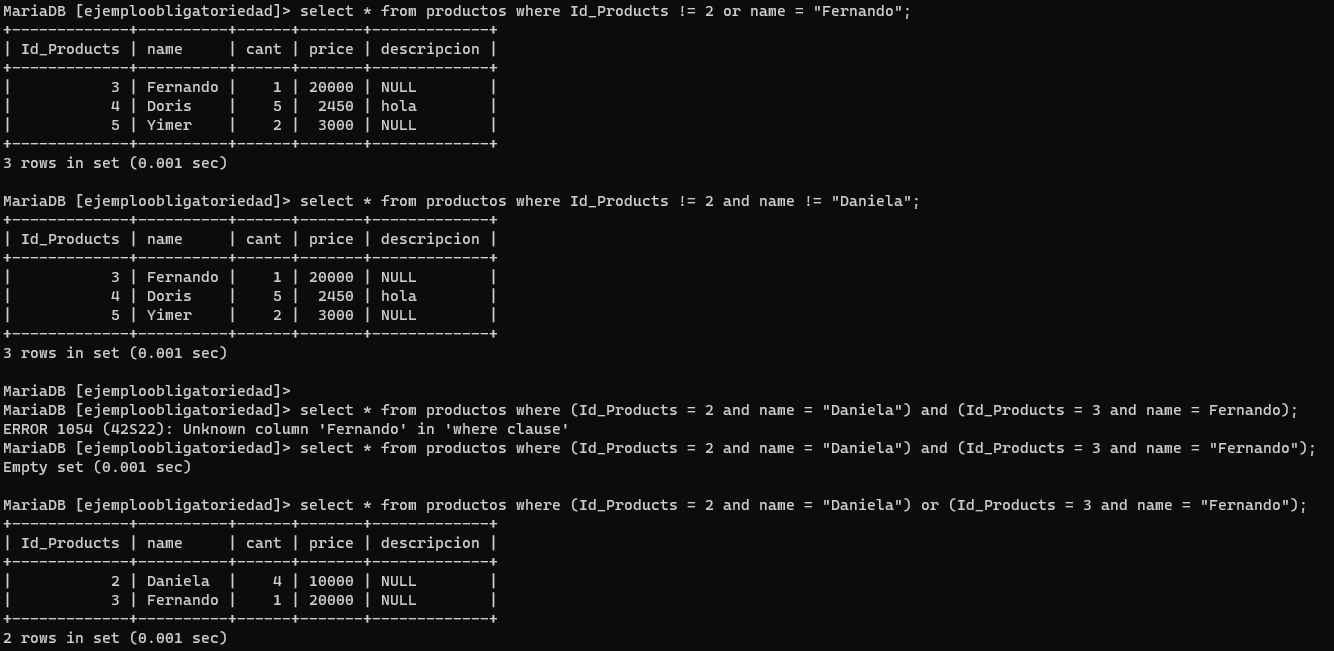 MariaDB [ejemploobligatoriedad]> select * from productos where Id_Products != 2 or name = "Fernando";
+-------------+----------+------+-------+-------------+
| Id_Products | name     | cant | price | descripcion |
+-------------+----------+------+-------+-------------+
|           3 | Fernando |    1 | 20000 | NULL        |
|           4 | Doris    |    5 |  2450 | hola        |
|           5 | Yimer    |    2 |  3000 | NULL        |
+-------------+----------+------+-------+-------------+
3 rows in set (0.001 sec)

MariaDB [ejemploobligatoriedad]> select * from productos where Id_Products != 2 and name != "Daniela";
+-------------+----------+------+-------+-------------+
| Id_Products | name     | cant | price | descripcion |
+-------------+----------+------+-------+-------------+
|           3 | Fernando |    1 | 20000 | NULL        |
|           4 | Doris    |    5 |  2450 | hola        |
|           5 | Yimer    |    2 |  3000 | NULL        |
+-------------+----------+------+-------+-------------+
3 rows in set (0.001 sec)

MariaDB [ejemploobligatoriedad]>
MariaDB [ejemploobligatoriedad]> select * from productos where (Id_Products = 2 and name = "Daniela") and (Id_Products = 3 and name = Fernando);
ERROR 1054 (42S22): Unknown column 'Fernando' in 'where clause'
MariaDB [ejemploobligatoriedad]> select * from productos where (Id_Products = 2 and name = "Daniela") and (Id_Products = 3 and name = "Fernando");
Empty set (0.001 sec)

MariaDB [ejemploobligatoriedad]> select * from productos where (Id_Products = 2 and name = "Daniela") or (Id_Products = 3 and name = "Fernando");
+-------------+----------+------+-------+-------------+
| Id_Products | name     | cant | price | descripcion |
+-------------+----------+------+-------+-------------+
|           2 | Daniela  |    4 | 10000 | NULL        |
|           3 | Fernando |    1 | 20000 | NULL        |
+-------------+----------+------+-------+-------------+
2 rows in set (0.001 sec)